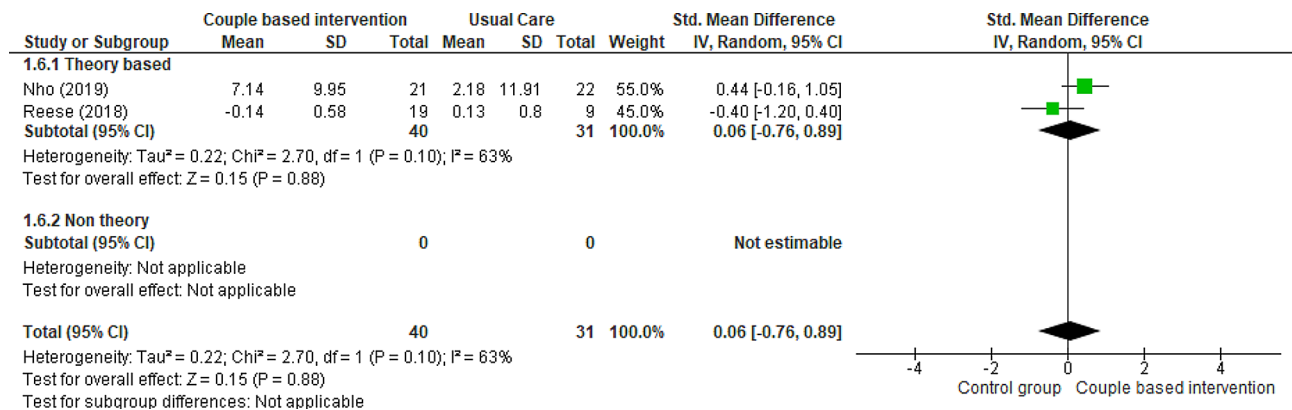 Couple based intervention Usual Care Std. Mean Difference Std. Mean Difference
Study or Subgroup Mean SD Total Mean SD Total Weight IV, Random, 95% CI IV, Random, 95% CI
1.6.1 Theory based
Nho (2019) 7.14 9.95 21 2.18 11.91 22 55.0% 0.44 [-0.16, 1.05]
Reese (2018) -0.14 0.58 19 0.13 0.8 9 45.0% -0.40 [-1.20, 0.40]
Subtotal (95% CI) 40 31 100.0% 0.06 [-0.76, 0.89]
Heterogeneity: Tau² = 0.22; Chi² = 2.70, df = 1 (P = 0.10); I² = 63%
Test for overall effect: Z = 0.15 (P = 0.88)
1.6.2 Non theory
Subtotal (95% CI) 0 0 Not estimable
Heterogeneity: Not applicable
Test for overall effect: Not applicable
Total (95% CI) 40 31 100.0% 0.06 [-0.76, 0.89]
Heterogeneity: Tau² = 0.22; Chi² = 2.70, df = 1 (P = 0.10); I² = 63%
Test for overall effect: Z = 0.15 (P = 0.88)
Test for subgroup differences: Not applicable
-4 -2 0 2 4
Control group Couple based intervention